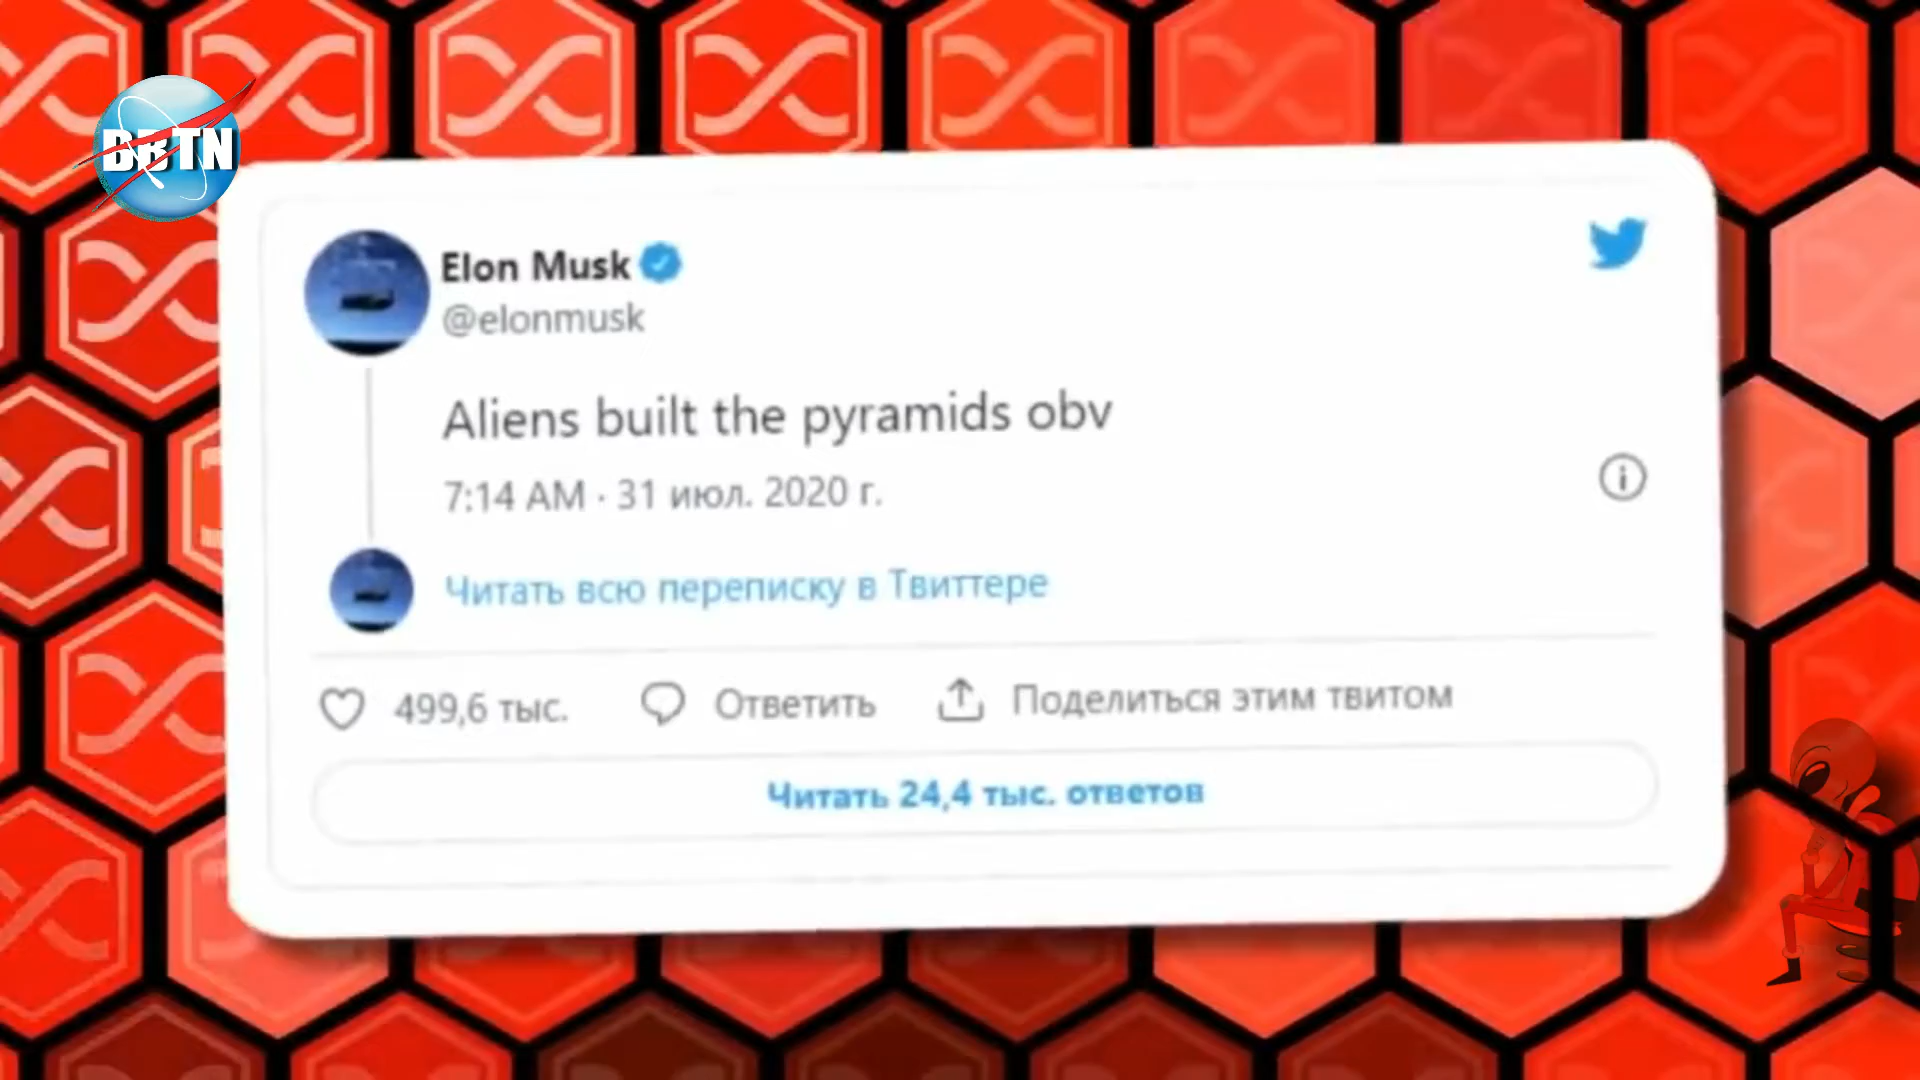 BBTN
Elon Musk
@elonmusk
Aliens built the pyramids obv
7:14 AM · 31 июл. 2020 г.
Читать всю переписку в Твиттере
499,6 тыс. Ответить Поделиться этим твитом
Читать 24,4 тыс. ответов